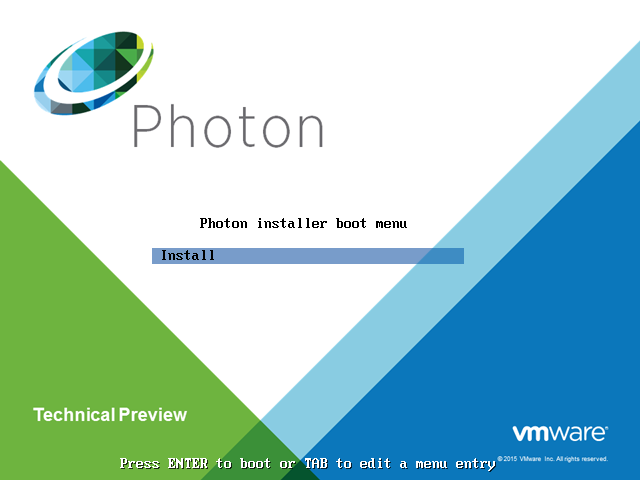 Photon
Photon installer boot menu
Install
Technical Preview
vmware®
Press ENTER to boot or TAB to edit a menu entry
© 2015 VMware Inc. All rights reserved.